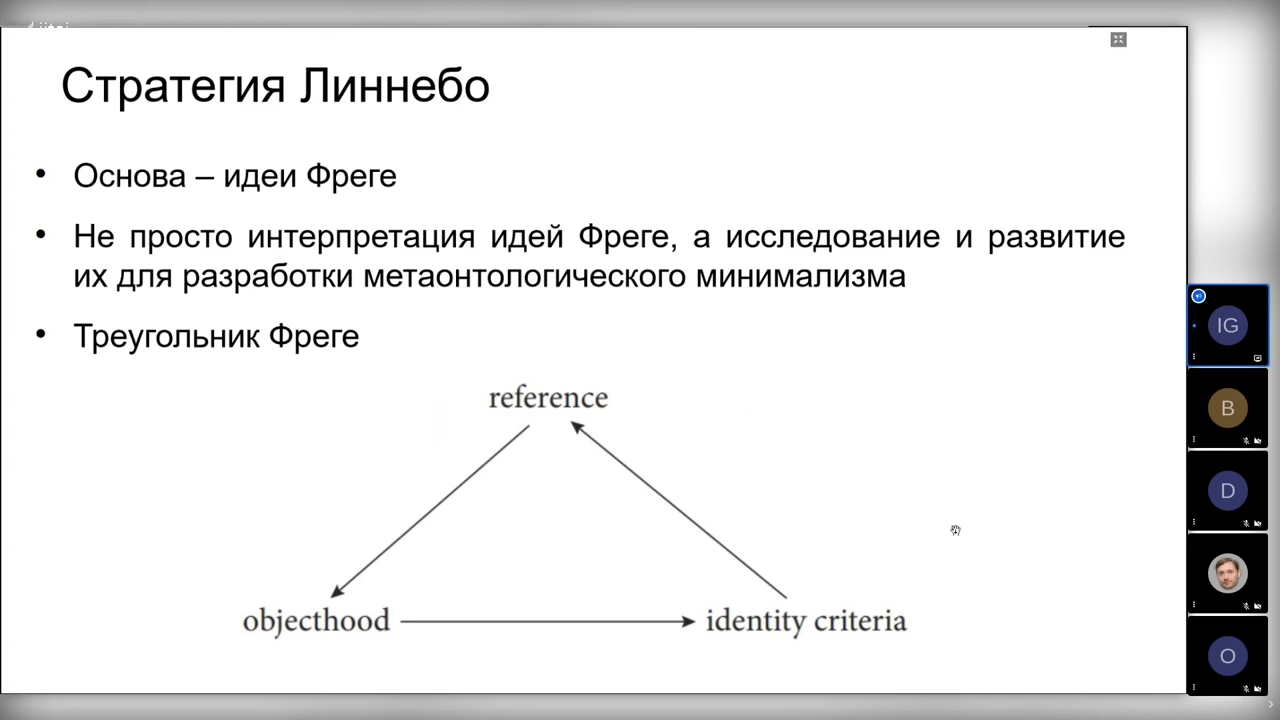 Стратегия Линнебо
• Основа – идеи Фреге
• Не просто интерпретация идей Фреге, а исследование и развитие
их для разработки метаонтологического минимализма
• Треугольник Фреге
reference
objecthood
identity criteria
IG
B
D
O